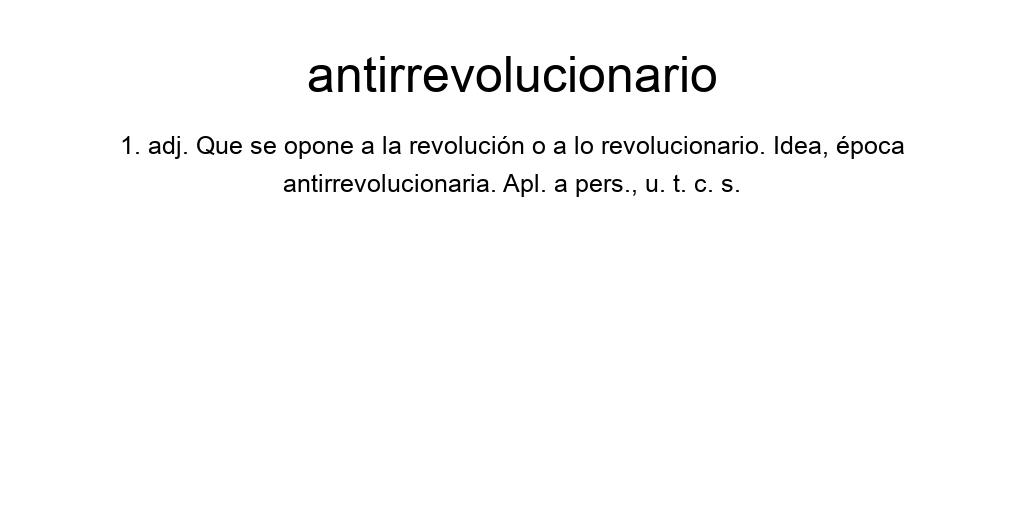 antirrevolucionario
1. adj. Que se opone a la revolución o a lo revolucionario. Idea, época
antirrevolucionaria. Apl. a pers., u. t. c. s.